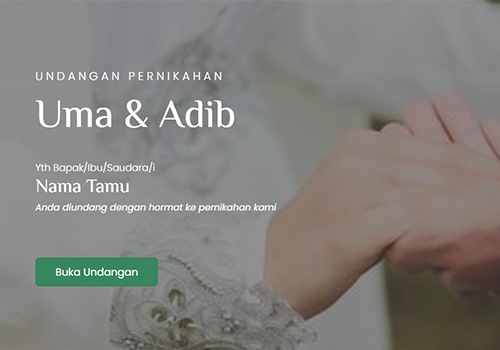 UNDANGAN PERNIKAHAN
Uma & Adib
Yth Bapak/Ibu/Saudara/i
Nama Tamu
Anda diundang dengan hormat ke pernikahan kami
Buka Undangan